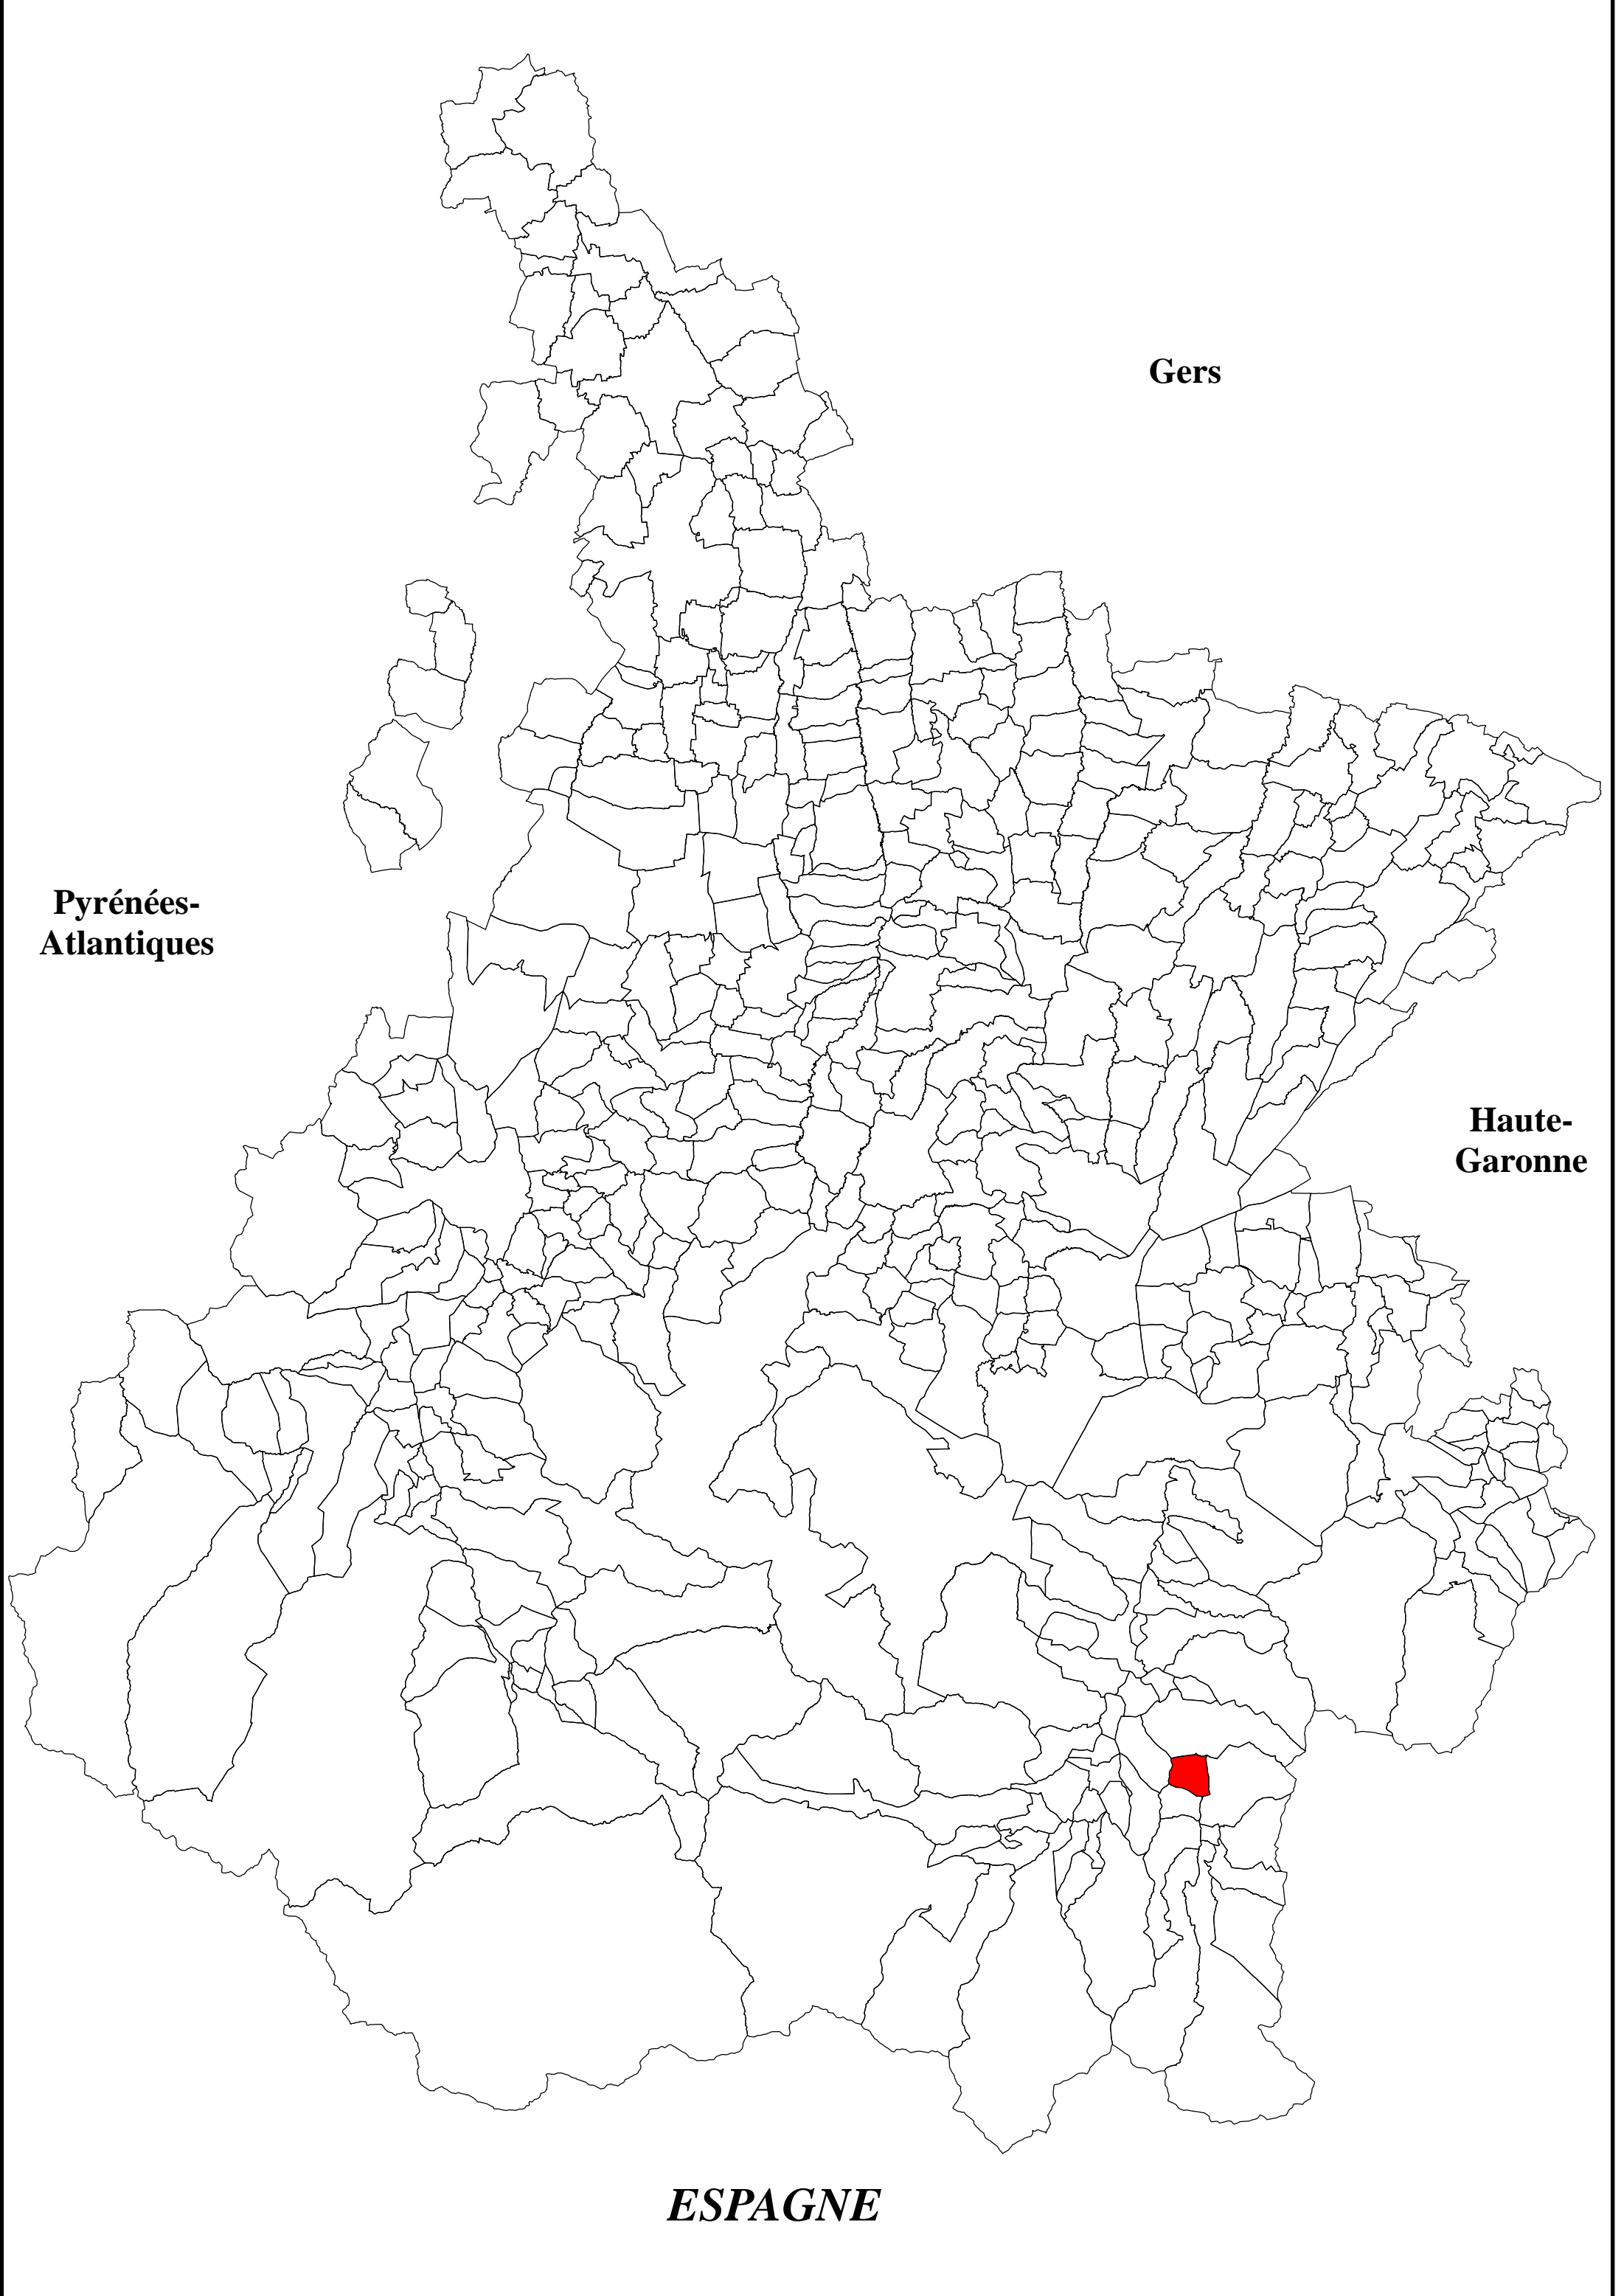 Gers
Pyrénées-
Atlantiques
Haute-
Garonne
ESPAGNE